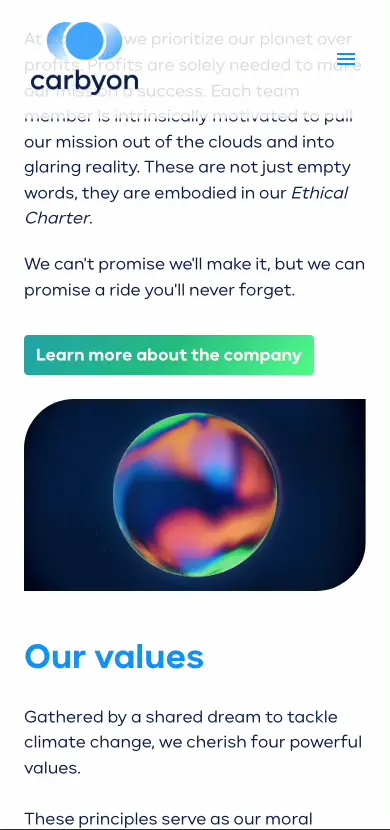 At we prioritize our planet over
profits. Profits are solely needed to make
our mission a success. Each team
member is intrinsically motivated to pull
our mission out of the clouds and into
glaring reality. These are not just empty
words, they are embodied in our Ethical
Charter.
carbyon
We can't promise we'll make it, but we can
promise a ride you'll never forget.
Learn more about the company
Our values
Gathered by a shared dream to tackle
climate change, we cherish four powerful
values.
These principles serve as our moral